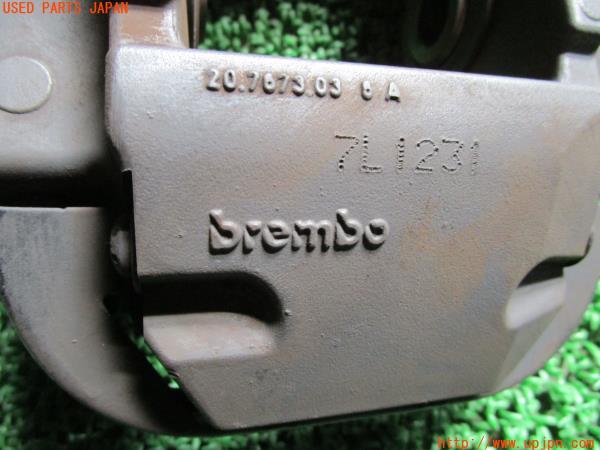 USED PARTS JAPAN
20.7673.03 6 A
7L1231
brembo
http://www.upjpn.com